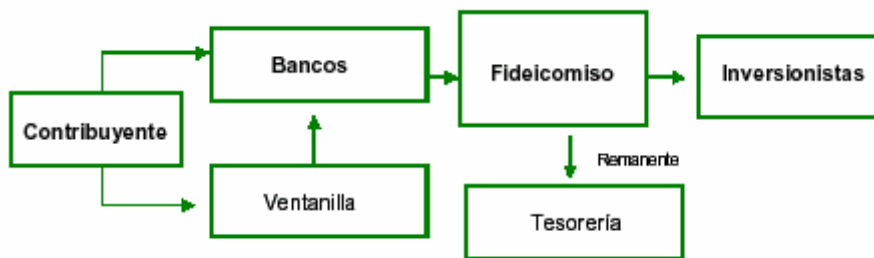 Bancos
Fideicomiso
Inversionistas
Contribuyente
Remanente
Ventanilla
Tesorería